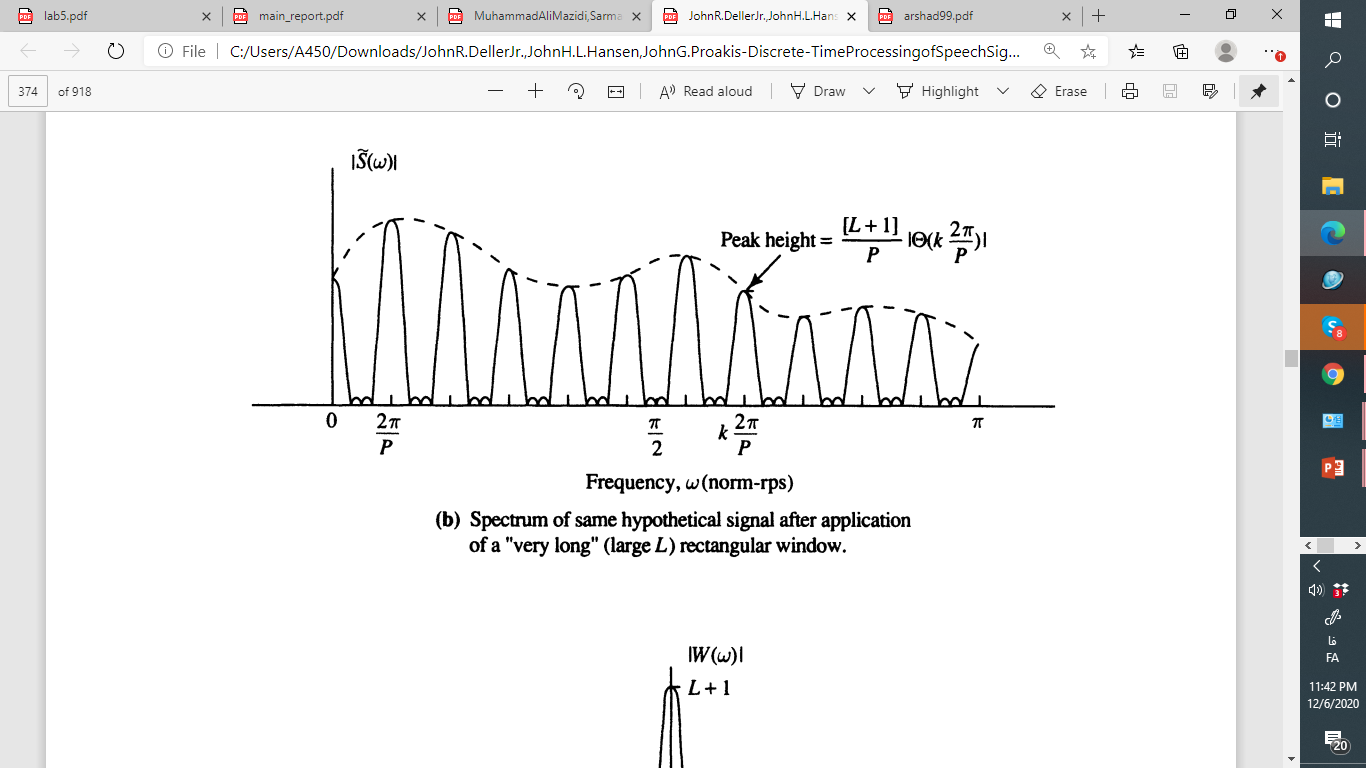 lab5.pdf
main_report.pdf
MuhammadAliMazidi,Sarma
JohnR.DellerJr.,JohnH.L.Hans
arshad99.pdf
File
C:/Users/A450/Downloads/JohnR.DellerJr.,JohnH.L.Hansen,JohnG.Proakis-Discrete-TimeProcessingofSpeechSig...
374 of 918
Read aloud
Draw
Highlight
Erase
|S̃(ω)|
Peak height = [L + 1]/P |Θ(k 2π/P)|
0 2π/P π/2 k 2π/P π
Frequency, ω (norm-rps)
(b) Spectrum of same hypothetical signal after application
of a "very long" (large L) rectangular window.
|W(ω)|
L + 1
8
3
فا
FA
11:42 PM
12/6/2020
20